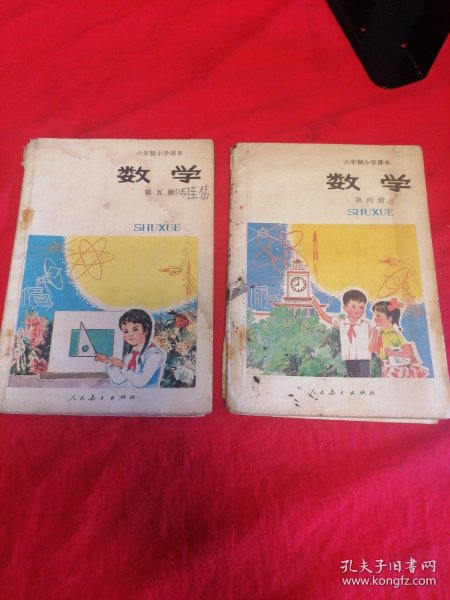 六年制小学课本
数学
第五册
SHUXUE
人民教育出版社
六年制小学课本
数学
第四册
SHUXUE
人民教育出版社
孔夫子旧书网
www.kongfz.com